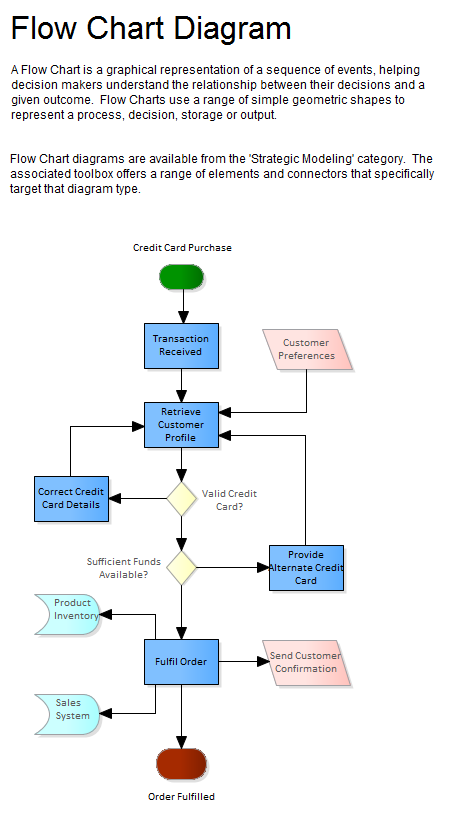 Flow Chart Diagram
A Flow Chart is a graphical representation of a sequence of events, helping
decision makers understand the relationship between their decisions and a
given outcome. Flow Charts use a range of simple geometric shapes to
represent a process, decision, storage or output.
Flow Chart diagrams are available from the 'Strategic Modeling' category. The
associated toolbox offers a range of elements and connectors that specifically
target that diagram type.
Credit Card Purchase
Transaction
Received
Customer
Preferences
Retrieve
Customer
Profile
Correct Credit
Card Details
Valid Credit
Card?
Sufficient Funds
Available?
Provide
Alternate Credit
Card
Product
Inventory
Fulfil Order
Send Customer
Confirmation
Sales
System
Order Fulfilled